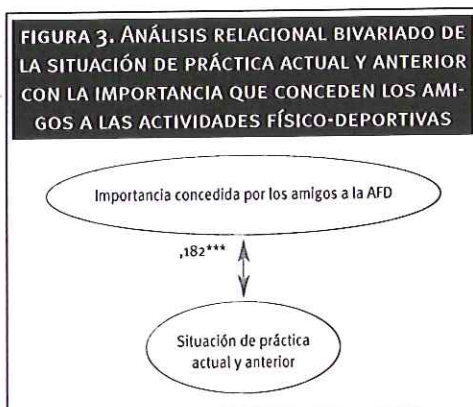 FIGURA 3. ANÁLISIS RELACIONAL BIVARIADO DE
LA SITUACIÓN DE PRÁCTICA ACTUAL Y ANTERIOR
CON LA IMPORTANCIA QUE CONCEDEN LOS AMI-
GOS A LAS ACTIVIDADES FÍSICO-DEPORTIVAS
Importancia concedida por los amigos a la AFD
,182***
Situación de práctica
actual y anterior